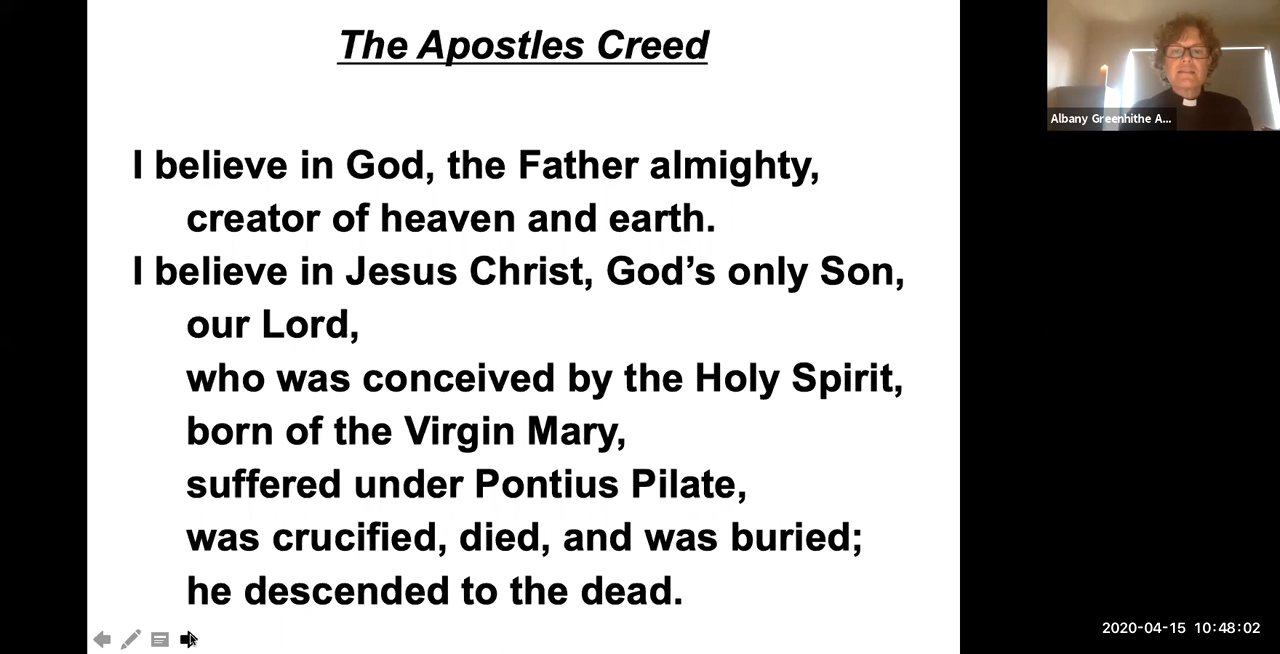 The Apostles Creed
I believe in God, the Father almighty,
creator of heaven and earth.
I believe in Jesus Christ, God’s only Son,
our Lord,
who was conceived by the Holy Spirit,
born of the Virgin Mary,
suffered under Pontius Pilate,
was crucified, died, and was buried;
he descended to the dead.
Albany Greenhithe A...
2020-04-15 10:48:02